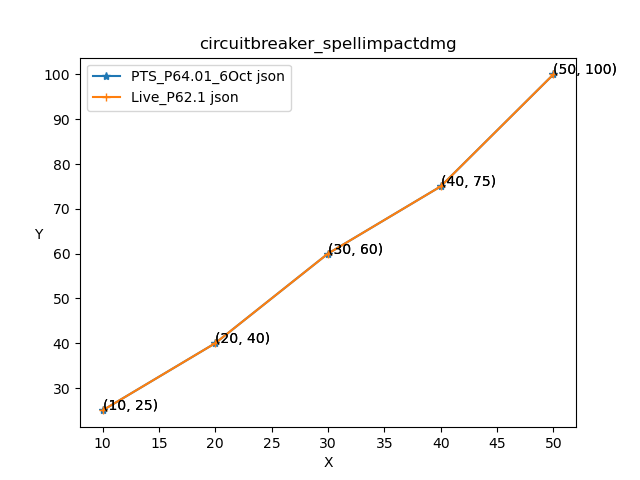 circuitbreaker_spellimpactdmg
PTS_P64.01_6Oct json
Live_P62.1 json
(50, 100)
(40, 75)
(30, 60)
(20, 40)
(10, 25)
Y
100
90
80
70
60
50
40
30
10 15 20 25 30 35 40 45 50
X